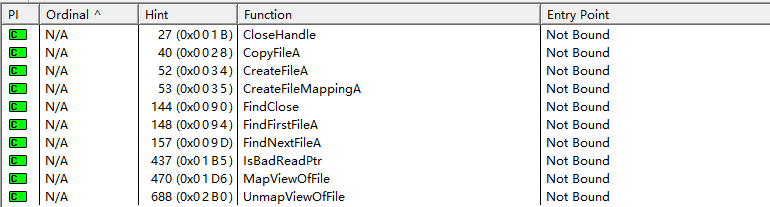 PI Ordinal ^ Hint Function Entry Point
C N/A 27 (0x001B) CloseHandle Not Bound
C N/A 40 (0x0028) CopyFileA Not Bound
C N/A 52 (0x0034) CreateFileA Not Bound
C N/A 53 (0x0035) CreateFileMappingA Not Bound
C N/A 144 (0x0090) FindClose Not Bound
C N/A 148 (0x0094) FindFirstFileA Not Bound
C N/A 157 (0x009D) FindNextFileA Not Bound
C N/A 437 (0x01B5) IsBadReadPtr Not Bound
C N/A 470 (0x01D6) MapViewOfFile Not Bound
C N/A 688 (0x02B0) UnmapViewOfFile Not Bound